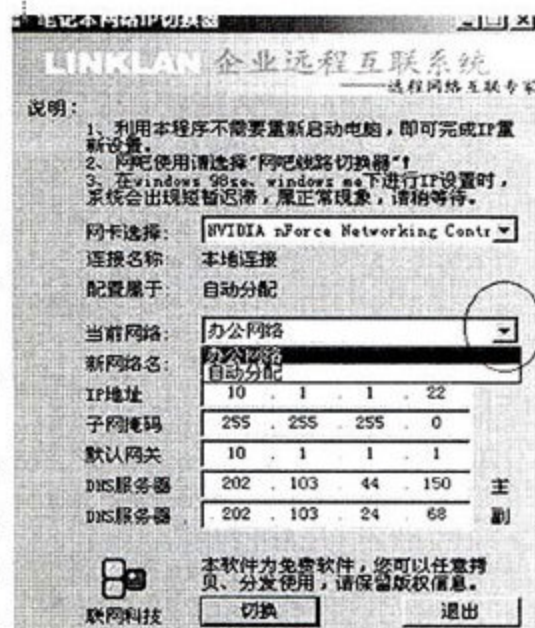 笔记本网络IP切换器
LINKLAN 企业远程互联系统
——远程网络互联专家
说明：
1、利用本程序不需要重新启动电脑，即可完成IP重
新设置。
2、网吧使用请选择"网吧线路切换器"！
3、在windows 98se、windows me下进行IP设置时，
系统会出现短暂迟滞，属正常现象，请稍等待。
网卡选择： NVIDIA nForce Networking Contr
连接名称 本地连接
配置属于： 自动分配
当前网络： 办公网络
办公网络
新网络名：
自动分配
IP地址 10 . 1 . 1 . 22
子网掩码 255 . 255 . 255 . 0
默认网关 10 . 1 . 1 . 1
DNS服务器 202 . 103 . 44 . 150 主
DNS服务器 202 . 103 . 24 . 68 副
本软件为免费软件，您可以任意拷
贝、分发使用，请保留版权信息。
联网科技 切换 退出